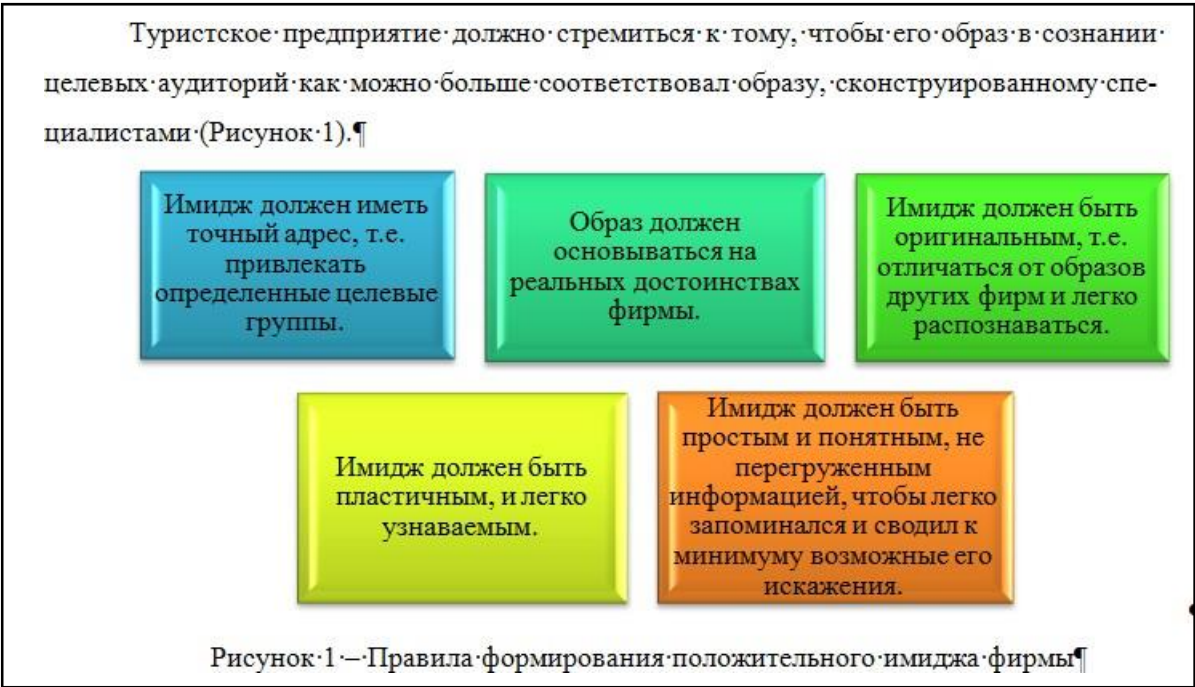 Туристское·предприятие·должно·стремиться·к·тому,·чтобы·его·образ·в·сознании·
целевых·аудиторий·как·можно·больше·соответствовал·образу,·сконструированному·спе-
циалистами·(Рисунок·1).¶
Имидж должен иметь
точный адрес, т.е.
привлекать
определенные целевые
группы.
Образ должен
основываться на
реальных достоинствах
фирмы.
Имидж должен быть
оригинальным, т.е.
отличаться от образов
других фирм и легко
распознаваться.
Имидж должен быть
пластичным, и легко
узнаваемым.
Имидж должен быть
простым и понятным, не
перегруженным
информацией, чтобы легко
запоминался и сводил к
минимуму возможные его
искажения.
Рисунок·1·–·Правила·формирования·положительного·имиджа·фирмы¶